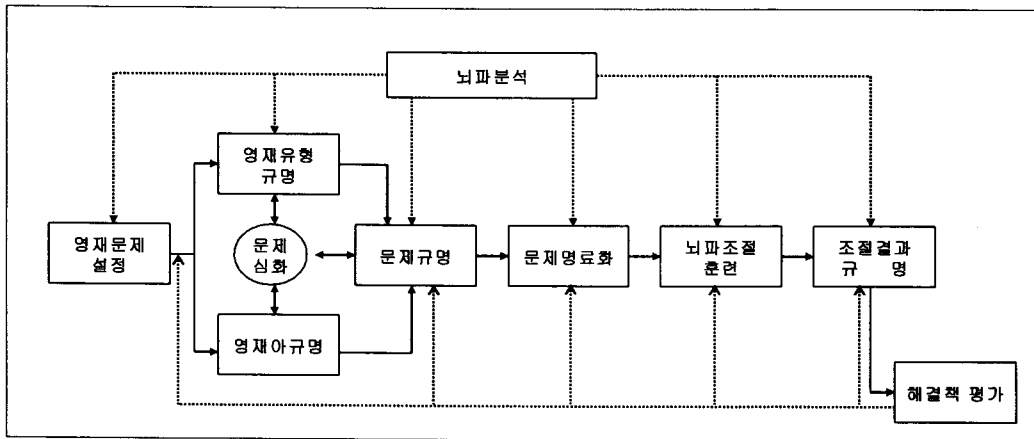 뇌파분석
영재유형
규명
영재문제
설정
문제
심화
문제규명
문제명료화
뇌파조절
훈련
조절결과
규 명
영재아규명
해결책 평가